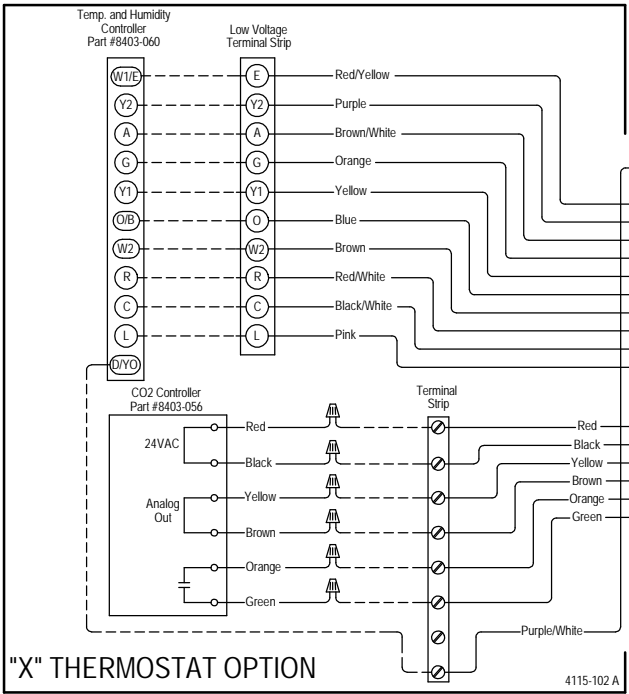 Temp. and Humidity
Controller
Part #8403-060
Low Voltage
Terminal Strip
W1/E E Red/Yellow
Y2 Y2 Purple
A A Brown/White
G G Orange
Y1 Y1 Yellow
O/B O Blue
W2 W2 Brown
R R Red/White
C C Black/White
L L Pink
D/YO
CO2 Controller
Part #8403-056
Terminal
Strip
24VAC
Red Red
Black Black
Analog
Out
Yellow Yellow
Brown Brown
Orange Orange
Green Green
Purple/White
"X" THERMOSTAT OPTION
4115-102 A